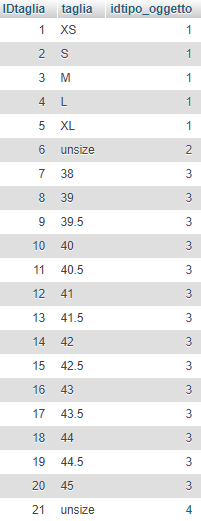 IDtaglia taglia idtipo_oggetto
1 XS 1
2 S 1
3 M 1
4 L 1
5 XL 1
6 unsize 2
7 38 3
8 39 3
9 39.5 3
10 40 3
11 40.5 3
12 41 3
13 41.5 3
14 42 3
15 42.5 3
16 43 3
17 43.5 3
18 44 3
19 44.5 3
20 45 3
21 unsize 4